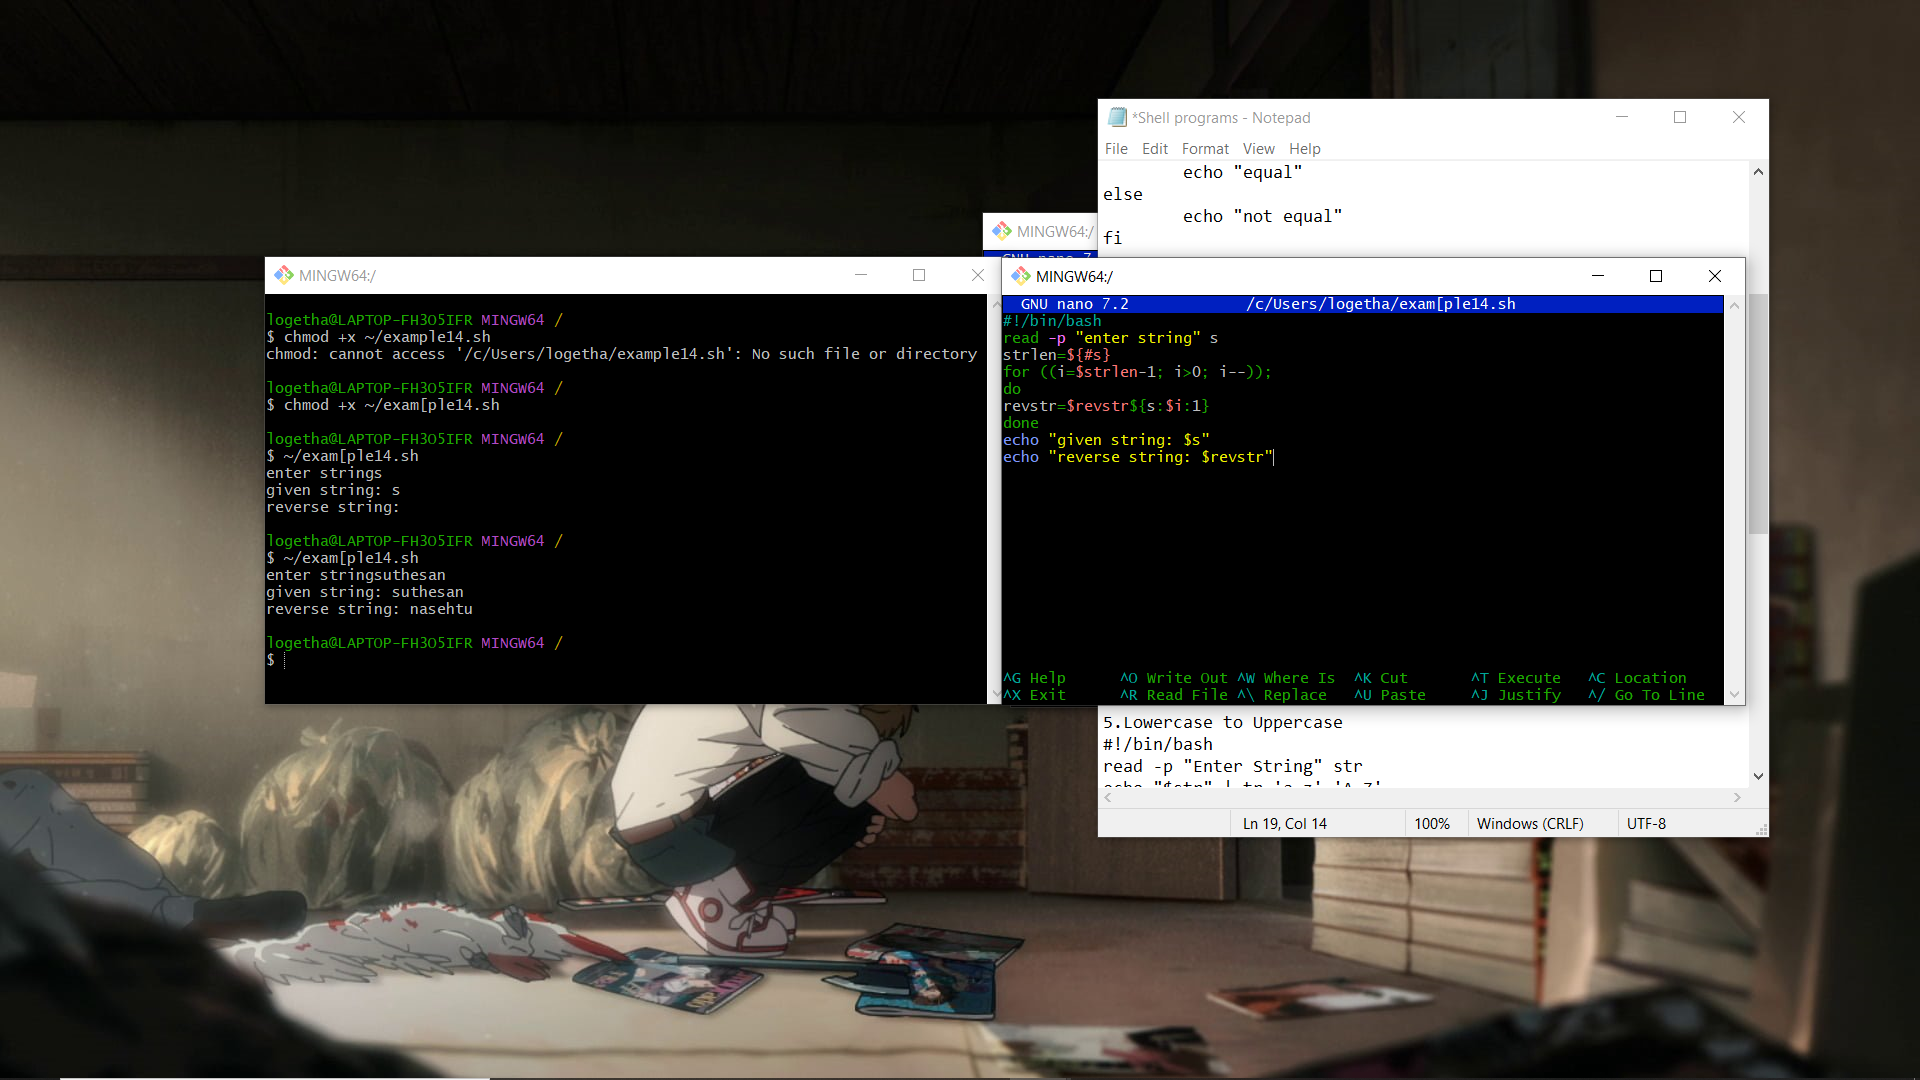 *Shell programs - Notepad
File Edit Format View Help
echo "equal"
else
echo "not equal"
fi
MINGW64:/
MINGW64:/
logetha@LAPTOP-FH3O5IFR MINGW64 /
$ chmod +x ~/example14.sh
chmod: cannot access '/c/Users/logetha/example14.sh': No such file or directory
logetha@LAPTOP-FH3O5IFR MINGW64 /
$ chmod +x ~/exam[ple14.sh
logetha@LAPTOP-FH3O5IFR MINGW64 /
$ ~/exam[ple14.sh
enter strings
given string: s
reverse string:
logetha@LAPTOP-FH3O5IFR MINGW64 /
$ ~/exam[ple14.sh
enter stringsuthesan
given string: suthesan
reverse string: nasehtu
logetha@LAPTOP-FH3O5IFR MINGW64 /
$
MINGW64:/
GNU nano 7.2 /c/Users/logetha/exam[ple14.sh
#!/bin/bash
read -p "enter string" s
strlen=${#s}
for ((i=$strlen-1; i>0; i--));
do
revstr=$revstr${s:$i:1}
done
echo "given string: $s"
echo "reverse string: $revstr"
^G Help ^O Write Out ^W Where Is ^K Cut ^T Execute ^C Location
^X Exit ^R Read File ^\ Replace ^U Paste ^J Justify ^/ Go To Line
5.Lowercase to Uppercase
#!/bin/bash
read -p "Enter String" str
Ln 19, Col 14 100% Windows (CRLF) UTF-8